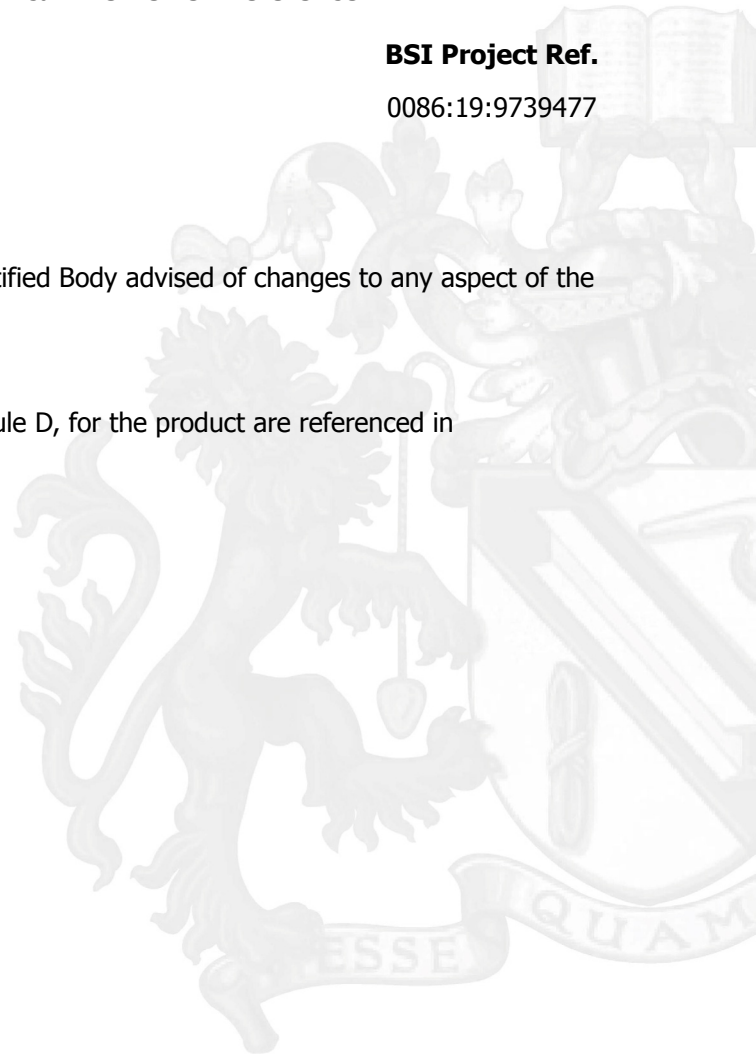 BSI Project Ref.
0086:19:9739477
tified Body advised of changes to any aspect of the
ule D, for the product are referenced in
ESSE QUAM